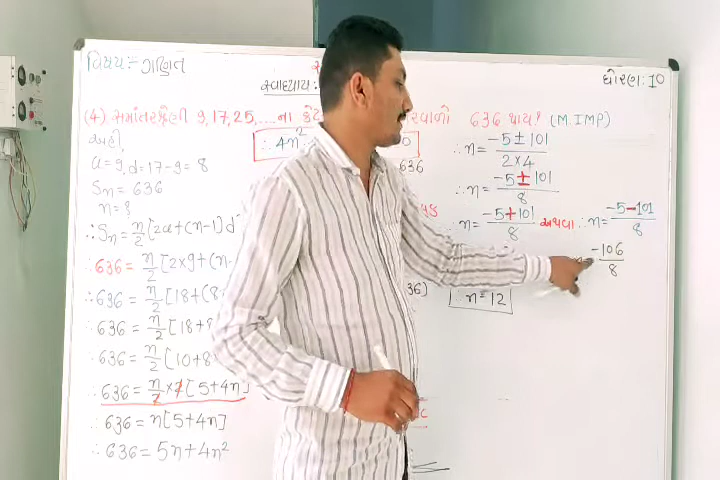 વિષય:- ગણિત
સ્વાધ્યાય:
ધોરણ: 10
(4) સમાંતર શ્રેણી 9, 17, 25, ....ના
636 થાય? (M.IMP)
અહીં
a = 9, d = 17 - 9 = 8
Sn = 636
n = ?
∴ Sn = n/2 [2a + (n-1) d
∴ 636 = n/2 [2×9 + (n-
∴ 636 = n/2 [18 + (8
∴ 636 = n/2 [18 +
∴ 636 = n/2 [10 + 8
∴ 636 = n/2 × 2 [5 + 4n]
∴ 636 = n [5 + 4n]
∴ 636 = 5n + 4n²
∴ 4n²
0
636
36)
∴ n = -5 ± 101 / 2×4
∴ n = -5 ± 101 / 8
∴ n = -5 + 101 / 8 અથવા ∴ n = -5 - 101 / 8
-106 / 8
n = 12